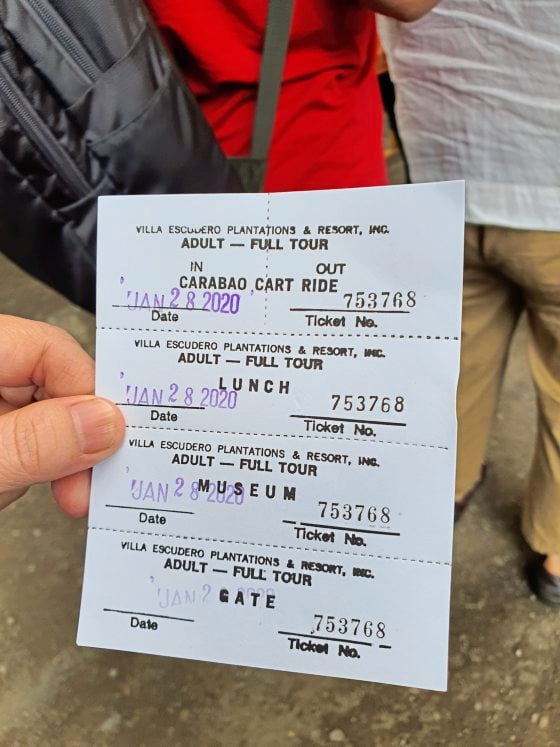 VILLA ESCUDERO PLANTATIONS & RESORT, INC.
ADULT — FULL TOUR
IN OUT
CARABAO CART RIDE
JAN 28 2020 753768
Date Ticket No.
VILLA ESCUDERO PLANTATIONS & RESORT, INC.
ADULT — FULL TOUR
LUNCH
JAN 28 2020 753768
Date Ticket No.
VILLA ESCUDERO PLANTATIONS & RESORT, INC.
ADULT — FULL TOUR
MUSEUM
JAN 28 2020 753768
Date Ticket No.
VILLA ESCUDERO PLANTATIONS & RESORT, INC.
ADULT — FULL TOUR
GATE
JAN 2 2020 753768
Date Ticket No.